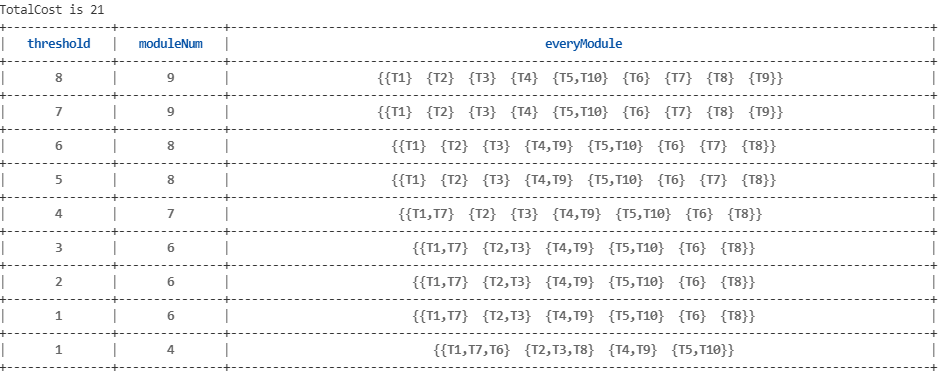 TotalCost is 21
threshold | moduleNum | everyModule
8 | 9 | {{T1} {T2} {T3} {T4} {T5,T10} {T6} {T7} {T8} {T9}}
7 | 9 | {{T1} {T2} {T3} {T4} {T5,T10} {T6} {T7} {T8} {T9}}
6 | 8 | {{T1} {T2} {T3} {T4,T9} {T5,T10} {T6} {T7} {T8}}
5 | 8 | {{T1} {T2} {T3} {T4,T9} {T5,T10} {T6} {T7} {T8}}
4 | 7 | {{T1,T7} {T2} {T3} {T4,T9} {T5,T10} {T6} {T8}}
3 | 6 | {{T1,T7} {T2,T3} {T4,T9} {T5,T10} {T6} {T8}}
2 | 6 | {{T1,T7} {T2,T3} {T4,T9} {T5,T10} {T6} {T8}}
1 | 6 | {{T1,T7} {T2,T3} {T4,T9} {T5,T10} {T6} {T8}}
1 | 4 | {{T1,T7,T6} {T2,T3,T8} {T4,T9} {T5,T10}}